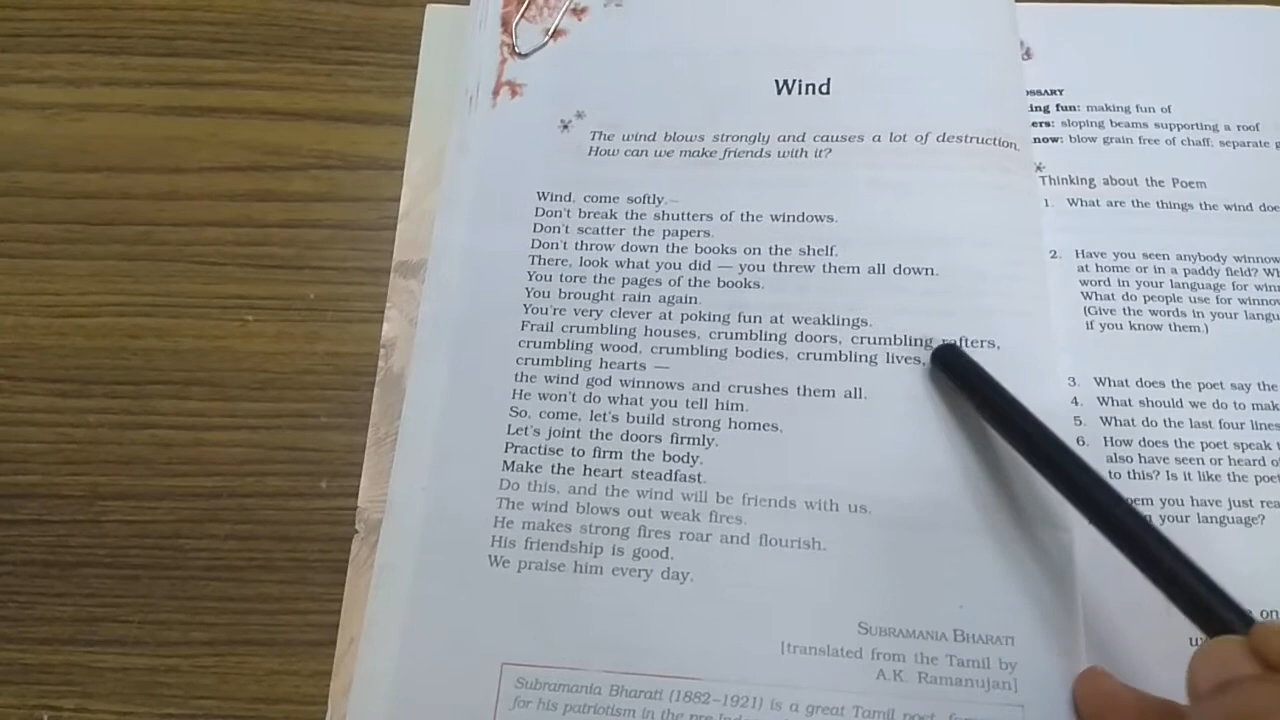 Wind
The wind blows strongly and causes a lot of destruction.
How can we make friends with it?
Wind, come softly.
Don't break the shutters of the windows.
Don't scatter the papers.
Don't throw down the books on the shelf.
There, look what you did — you threw them all down.
You tore the pages of the books.
You brought rain again.
You're very clever at poking fun at weaklings.
Frail crumbling houses, crumbling doors, crumbling rafters,
crumbling wood, crumbling bodies, crumbling lives,
crumbling hearts —
the wind god winnows and crushes them all.
He won't do what you tell him.
So, come, let's build strong homes,
Let's joint the doors firmly.
Practise to firm the body.
Make the heart steadfast.
Do this, and the wind will be friends with us.
The wind blows out weak fires.
He makes strong fires roar and flourish.
His friendship is good.
We praise him every day.
SUBRAMANIA BHARATI
[translated from the Tamil by
A.K. Ramanujan]
Subramania Bharati (1882–1921) is a great Tamil poet,
for his patriotism in the
fun: making fun of
sloping beams supporting a roof
blow grain free of chaff; separate
Thinking about the Poem
1. What are the things the wind
2. Have you seen anybody
at home or in a paddy field?
word in your language for
What do people use for
(Give the words in your
if you know them.)
3. What does the poet say the
4. What should we do to
5. What do the last four lines
6. How does the poet speak
also have seen or heard
to this? Is it like the
you have just
your language?
on